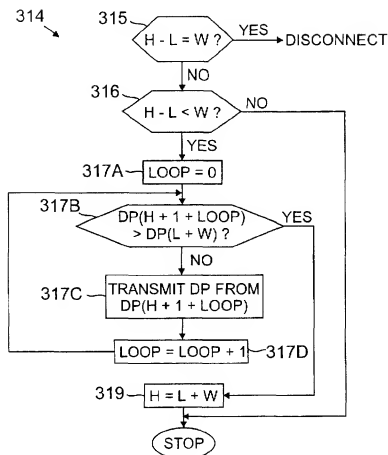 314
315
H - L = W ?
YES
DISCONNECT
NO
316
H - L < W ?
NO
YES
317A
LOOP = 0
317B
DP(H + 1 + LOOP)
> DP(L + W) ?
YES
NO
317C
TRANSMIT DP FROM
DP(H + 1 + LOOP)
LOOP = LOOP + 1
317D
319
H = L + W
STOP